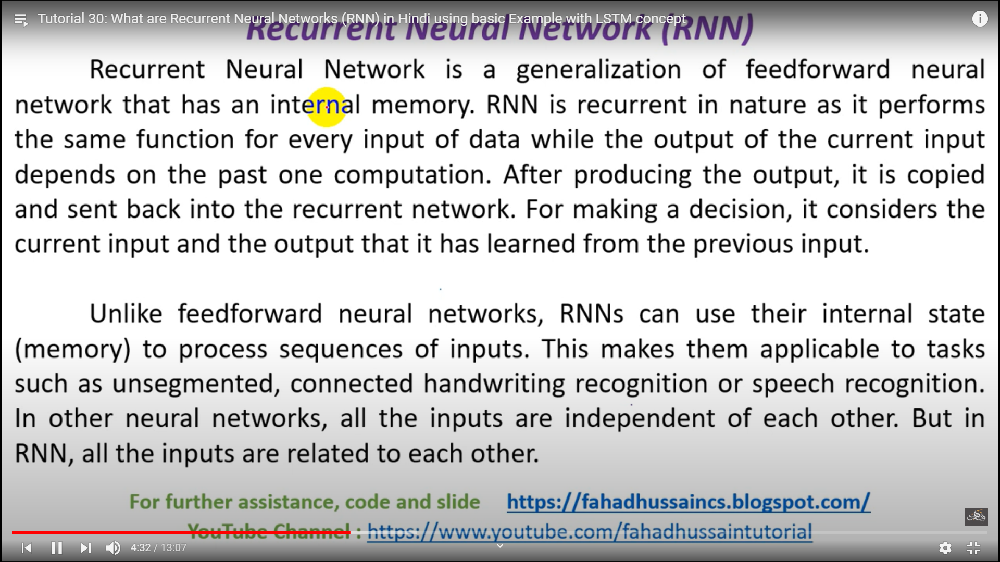 Tutorial 30: What are Recurrent Neural Networks (RNN) in Hindi using basic Example with LSTM concept
Recurrent Neural Network (RNN)
Recurrent Neural Network is a generalization of feedforward neural
network that has an internal memory. RNN is recurrent in nature as it performs
the same function for every input of data while the output of the current input
depends on the past one computation. After producing the output, it is copied
and sent back into the recurrent network. For making a decision, it considers the
current input and the output that it has learned from the previous input.
Unlike feedforward neural networks, RNNs can use their internal state
(memory) to process sequences of inputs. This makes them applicable to tasks
such as unsegmented, connected handwriting recognition or speech recognition.
In other neural networks, all the inputs are independent of each other. But in
RNN, all the inputs are related to each other.
For further assistance, code and slide https://fahadhussaincs.blogspot.com/
YouTube Channel : https://www.youtube.com/fahadhussaintutorial
4:32 / 13:07